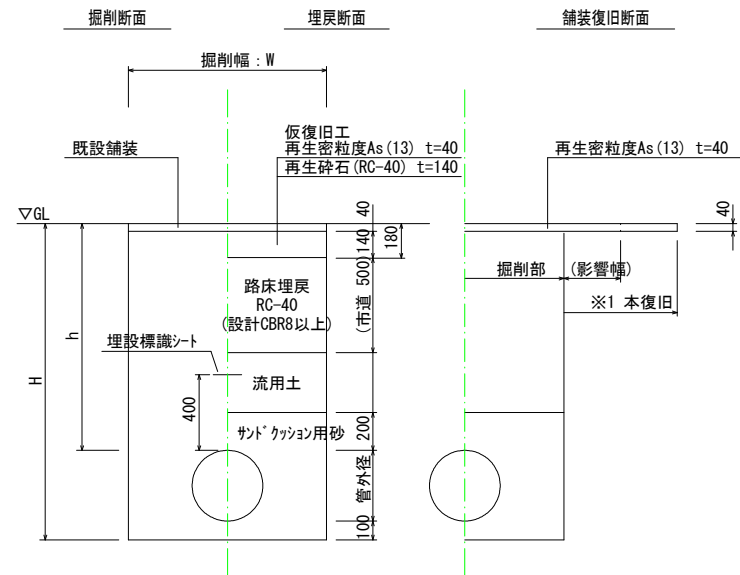 掘削断面
埋戻断面
舗装復旧断面
掘削幅：W
仮復旧工
再生密粒度As(13) t=40
再生砕石(RC-40) t=140
既設舗装
再生密粒度As(13) t=40
▽GL
40
140
180
40
掘削部
(影響幅)
※1 本復旧
路床埋戻
RC-40
(設計CBR8以上)
(市道 500)
埋設標識ｼｰﾄ
h
H
流用土
400
ｻﾝﾄﾞｸｯｼｮﾝ用砂
200
管外径
100